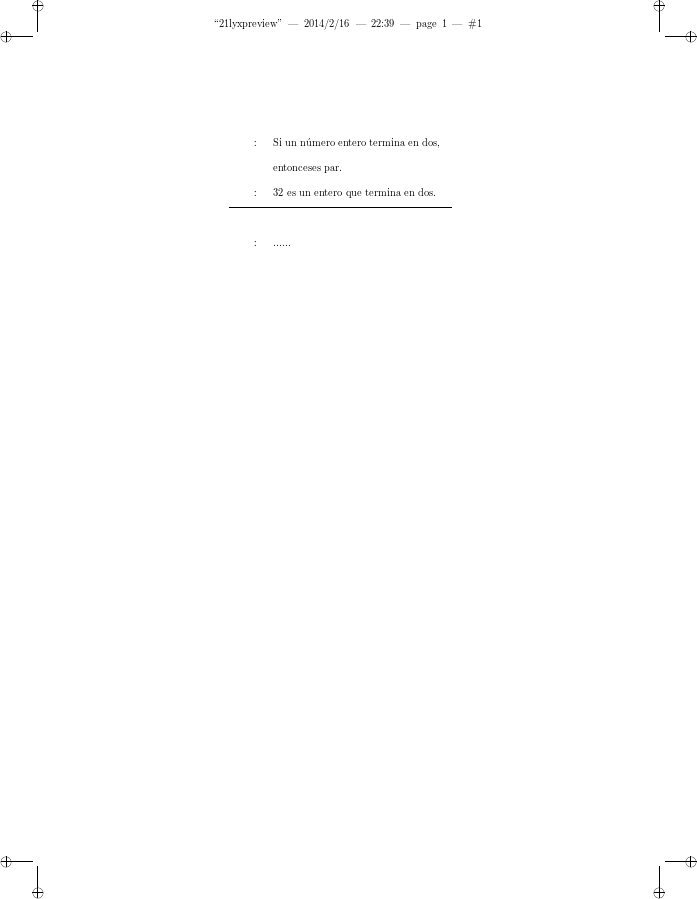 “21lyxpreview” — 2014/2/16 — 22:39 — page 1 — #1
: Si un número entero termina en dos,
entonceses par.
: 32 es un entero que termina en dos.
: ......